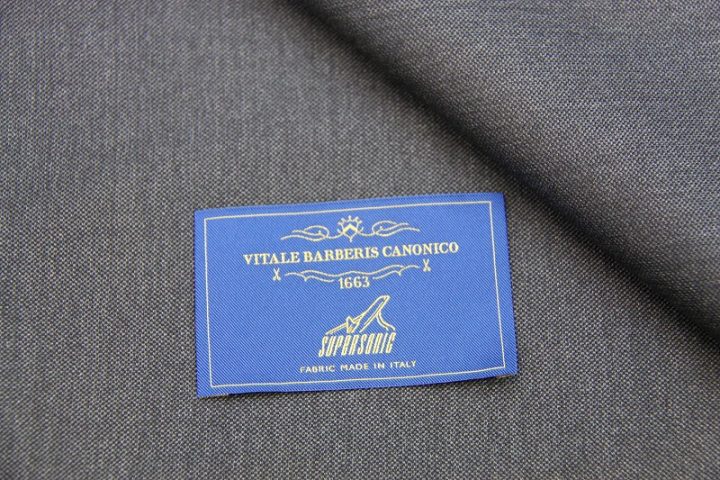 VITALE BARBERIS CANONICO
1663
SUPERSONIC
FABRIC MADE IN ITALY